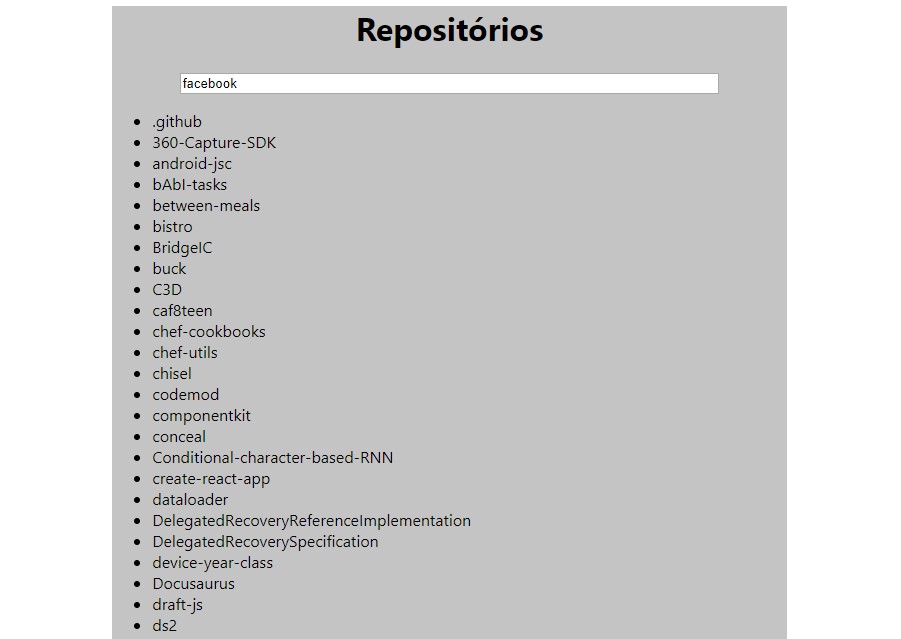 Repositórios
facebook
.github
360-Capture-SDK
android-jsc
bAbI-tasks
between-meals
bistro
BridgeIC
buck
C3D
caf8teen
chef-cookbooks
chef-utils
chisel
codemod
componentkit
conceal
Conditional-character-based-RNN
create-react-app
dataloader
DelegatedRecoveryReferenceImplementation
DelegatedRecoverySpecification
device-year-class
Docusaurus
draft-js
ds2